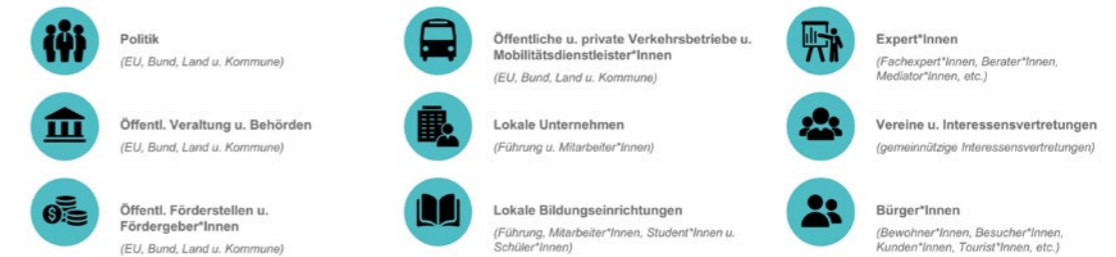 Politik
(EU, Bund, Land u. Kommune)
Öffentl. Veraltung u. Behörden
(EU, Bund, Land u. Kommune)
Öffentl. Förderstellen u.
Fördergeber*Innen
(EU, Bund, Land u. Kommune)
Öffentliche u. private Verkehrsbetriebe u.
Mobilitätsdienstleister*Innen
(EU, Bund, Land u. Kommune)
Lokale Unternehmen
(Führung u. Mitarbeiter*Innen)
Lokale Bildungseinrichtungen
(Führung, Mitarbeiter*Innen, Student*Innen u.
Schüler*Innen)
Expert*Innen
(Fachexpert*Innen, Berater*Innen,
Mediator*Innen, etc.)
Vereine u. Interessensvertretungen
(gemeinnützige Interessensvertretungen)
Bürger*Innen
(Bewohner*Innen, Besucher*Innen,
Kunden*Innen, Tourist*Innen, etc.)